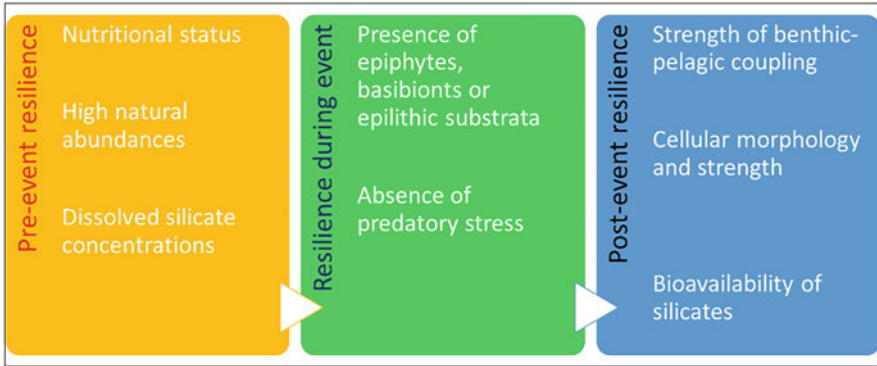 Pre-event resilience
Nutritional status
High natural
abundances
Dissolved silicate
concentrations
Resilience during event
Presence of
epiphytes,
basibionts or
epilithic substrata
Absence of
predatory stress
Post-event resilience
Strength of benthic-
pelagic coupling
Cellular morphology
and strength
Bioavailability of
silicates